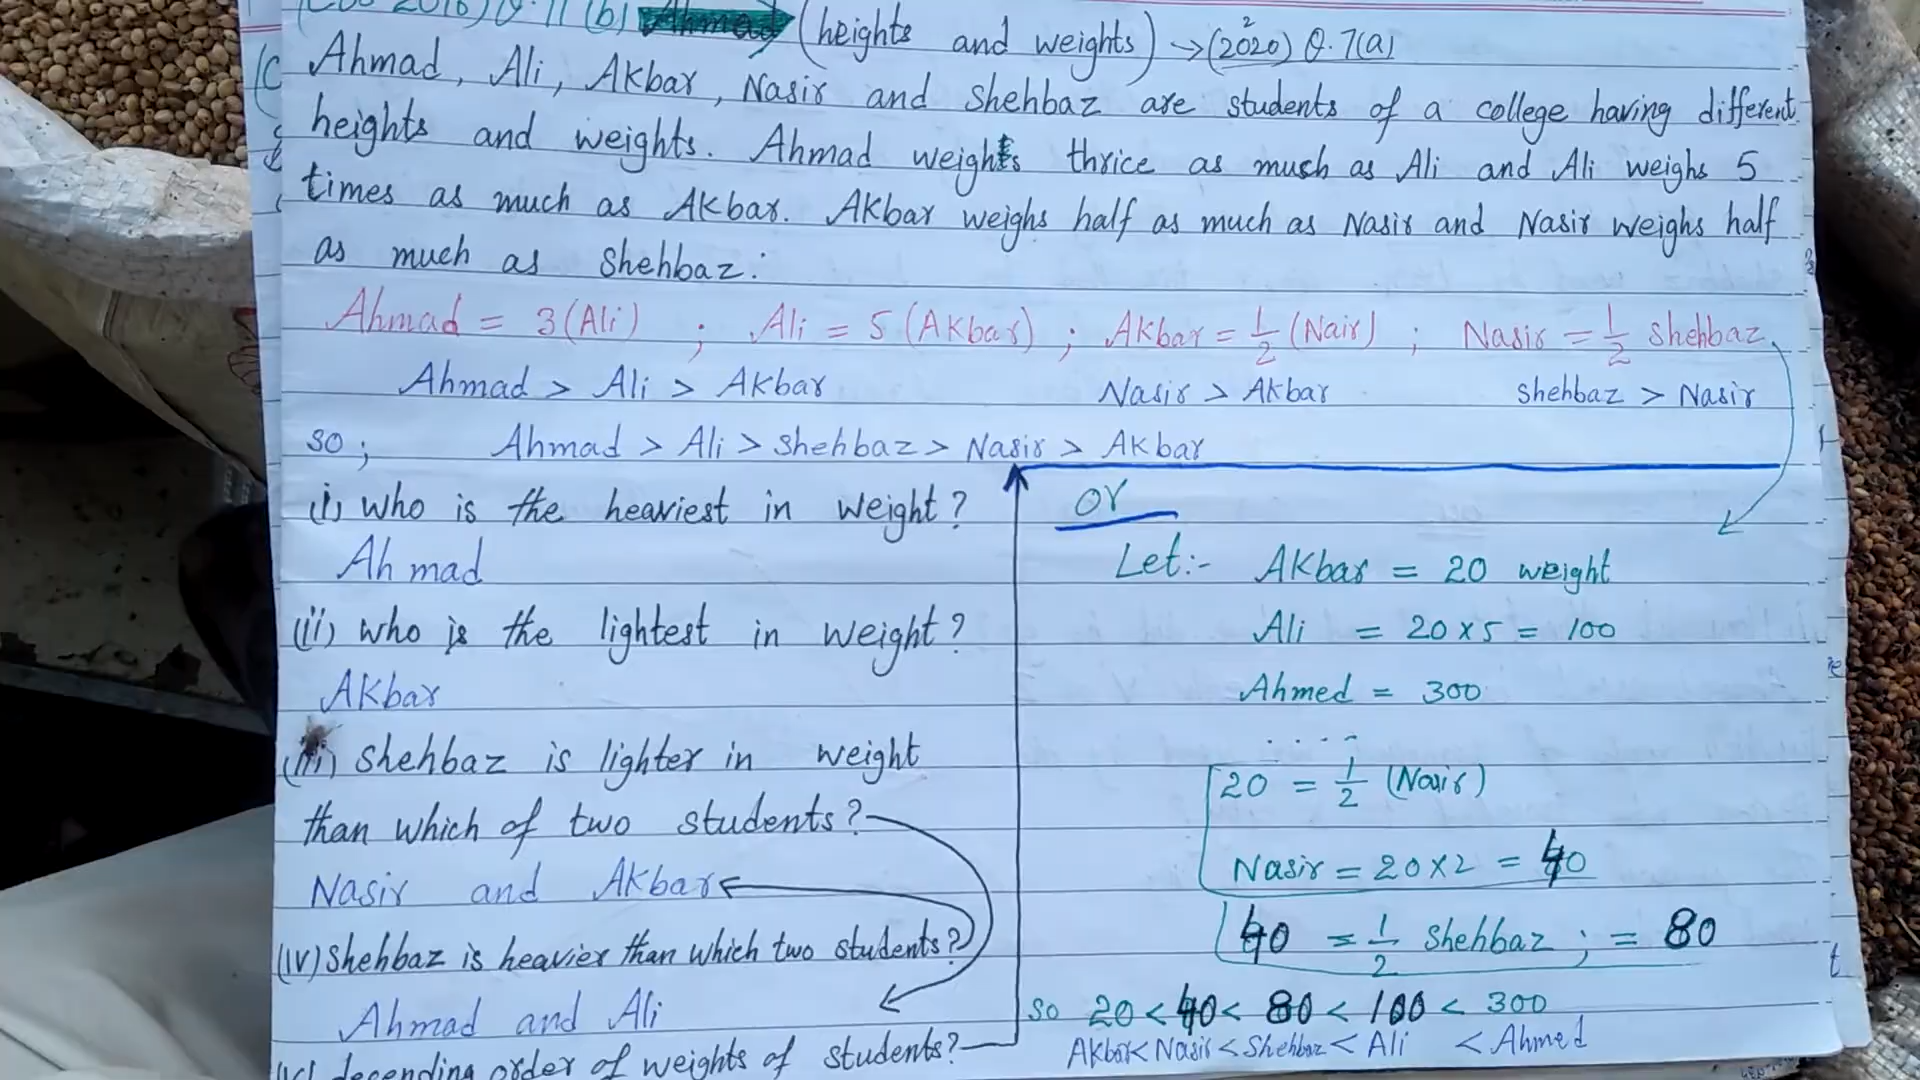 (CSS 2016) Q.11 (b) Ahmad (heights and weights) → (2020) Q.7(a)
Ahmad, Ali, Akbar, Nasir and Shehbaz are students of a college having different
heights and weights. Ahmad weights thrice as much as Ali and Ali weighs 5
times as much as Akbar. Akbar weighs half as much as Nasir and Nasir weighs half
as much as Shehbaz:
Ahmad = 3(Ali) ; Ali = 5 (Akbar) ; Akbar = 1/2 (Nair) ; Nasir = 1/2 Shehbaz
Ahmad > Ali > Akbar Nasir > Akbar Shehbaz > Nasir
so; Ahmad > Ali > Shehbaz > Nasir > Akbar
(i) Who is the heaviest in weight?
Ahmad
(ii) who is the lightest in weight?
Akbar
(iii) Shehbaz is lighter in weight
than which of two students?
Nasir and Akbar
(iv) Shehbaz is heavier than which two students?
Ahmad and Ali
decending order of weights of students?
or
Let:- Akbar = 20 weight
Ali = 20 x 5 = 100
Ahmed = 300
20 = 1/2 (Nasir)
Nasir = 20 x 2 = 40
40 = 1/2 Shehbaz ; = 80
so 20 < 40 < 80 < 100 < 300
Akbar < Nasir < Shehbaz < Ali < Ahmed